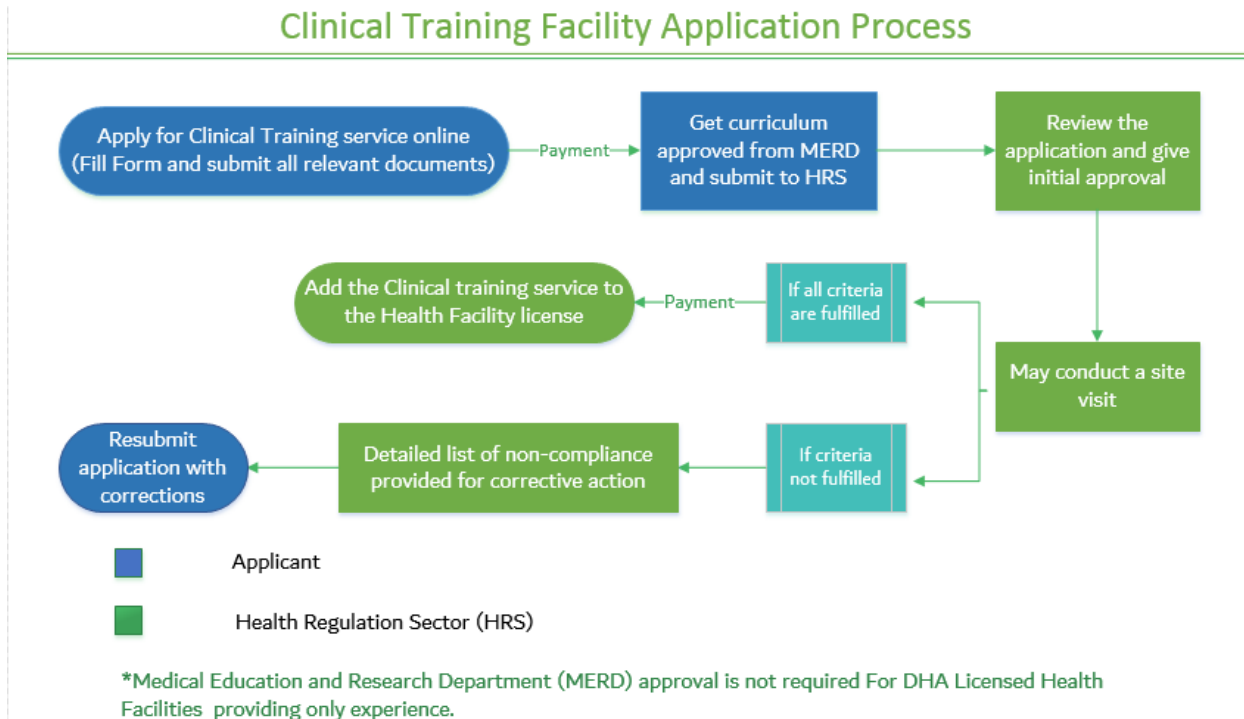 Clinical Training Facility Application Process
Apply for Clinical Training service online
(Fill Form and submit all relevant documents)
Payment
Get curriculum
approved from MERD
and submit to HRS
Review the
application and give
initial approval
Add the Clinical training service to
the Health Facility license
Payment
If all criteria
are fulfilled
May conduct a site
visit
Resubmit
application with
corrections
Detailed list of non-compliance
provided for corrective action
If criteria
not fulfilled
Applicant
Health Regulation Sector (HRS)
*Medical Education and Research Department (MERD) approval is not required For DHA Licensed Health
Facilities providing only experience.